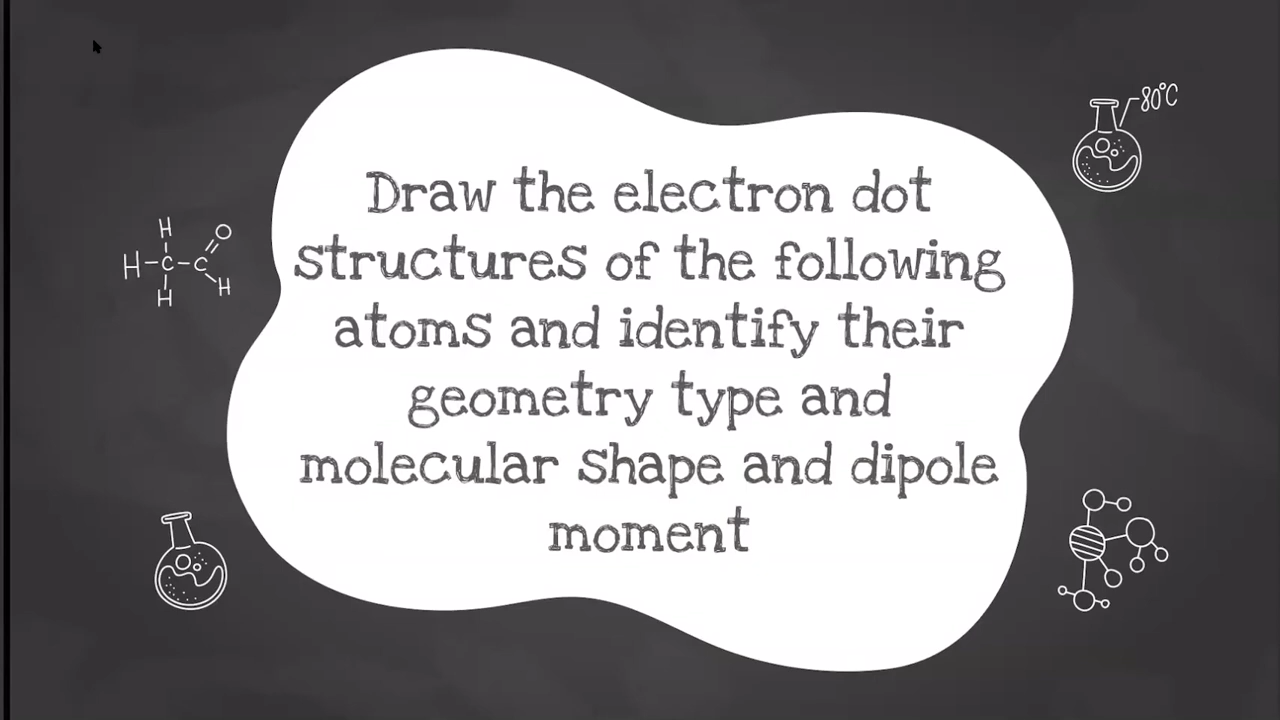 Draw the electron dot
structures of the following
atoms and identify their
geometry type and
molecular shape and dipole
moment
80°C
H
H
C
C
O
H
H